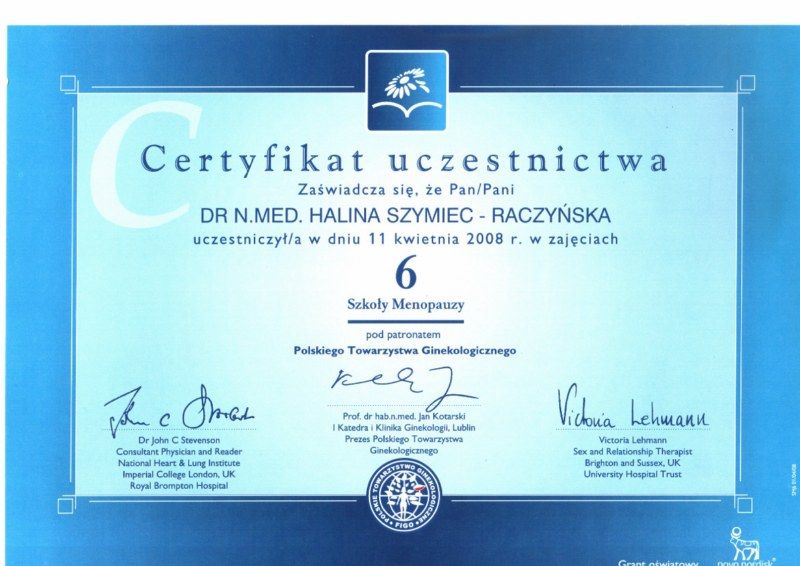 Certyfikat uczestnictwa
Zaświadcza się, że Pan/Pani
DR N.MED. HALINA SZYMIEC - RACZYŃSKA
uczestniczył/a w dniu 11 kwietnia 2008 r. w zajęciach
6
Szkoły Menopauzy
pod patronatem
Polskiego Towarzystwa Ginekologicznego
John C Stevenson
Dr John C Stevenson
Consultant Physician and Reader
National Heart & Lung Institute
Imperial College London, UK
Royal Brompton Hospital
Prof. dr hab.n.med. Jan Kotarski
I Katedra i Klinika Ginekologii, Lublin
Prezes Polskiego Towarzystwa
Ginekologicznego
Victoria Lehmann
Victoria Lehmann
Sex and Relationship Therapist
Brighton and Sussex, UK
University Hospital Trust
POLSKIE TOWARZYSTWO GINEKOLOGICZNE
FIGO
Grant oświatowy
novo nordisk®